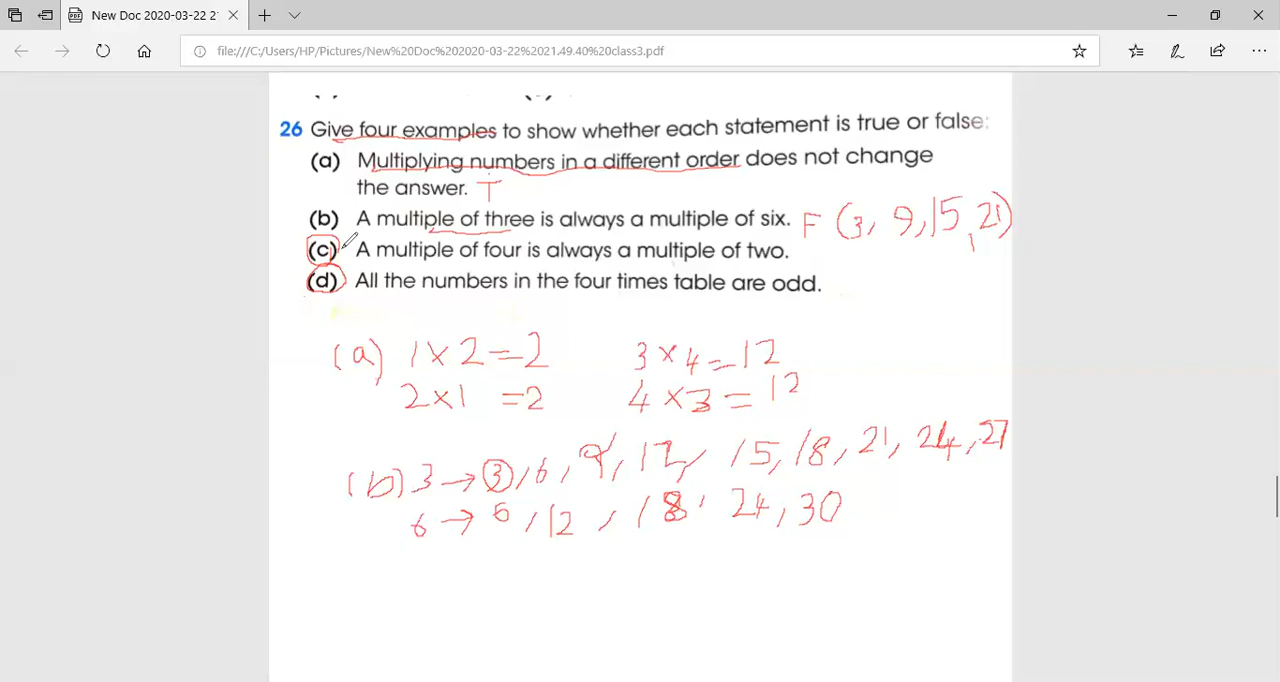 New Doc 2020-03-22 21
file:///C:/Users/HP/Pictures/New%20Doc%202020-03-22%2021.49.40%20class3.pdf
26 Give four examples to show whether each statement is true or false:
(a) Multiplying numbers in a different order does not change
the answer. T
(b) A multiple of three is always a multiple of six. F (3, 9, 15, 21)
(c) A multiple of four is always a multiple of two.
(d) All the numbers in the four times table are odd.
(a) 1 × 2 = 2 3 × 4 = 12
2 × 1 = 2 4 × 3 = 12
(b) 3 → 3, 6, 9, 12, 15, 18, 21, 24, 27
6 → 6, 12, 18, 24, 30